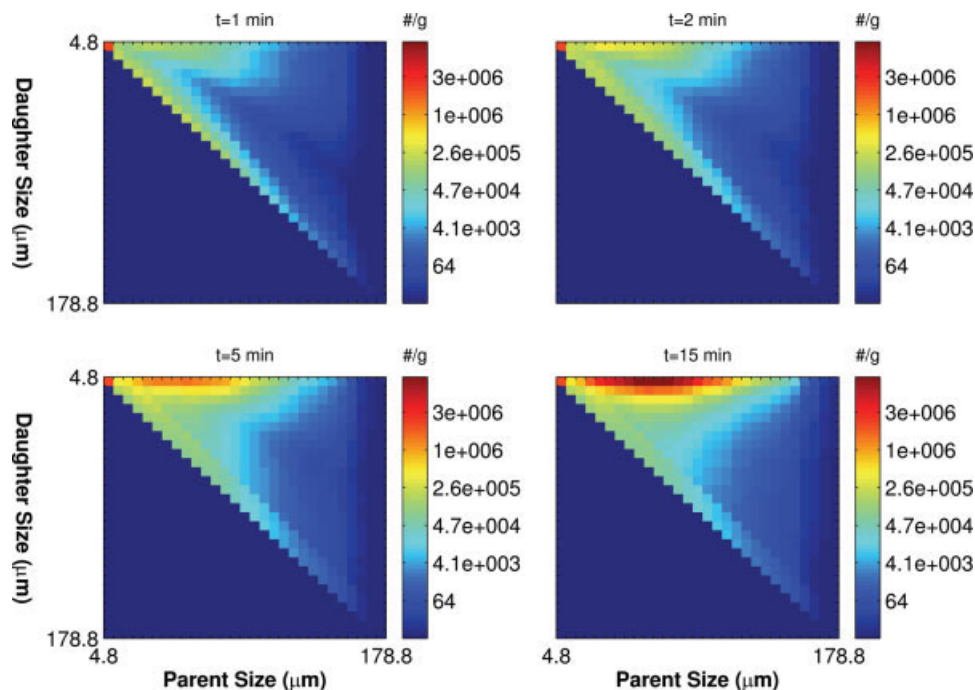 t=1 min
#/g
t=2 min
#/g
4.8
3e+006
1e+006
2.6e+005
4.7e+004
4.1e+003
64
178.8
Daughter Size (μm)
4.8
3e+006
1e+006
2.6e+005
4.7e+004
4.1e+003
64
178.8
t=5 min
#/g
t=15 min
#/g
4.8
3e+006
1e+006
2.6e+005
4.7e+004
4.1e+003
64
178.8
Daughter Size (μm)
4.8
178.8
Parent Size (μm)
4.8
3e+006
1e+006
2.6e+005
4.7e+004
4.1e+003
64
178.8
4.8
178.8
Parent Size (μm)